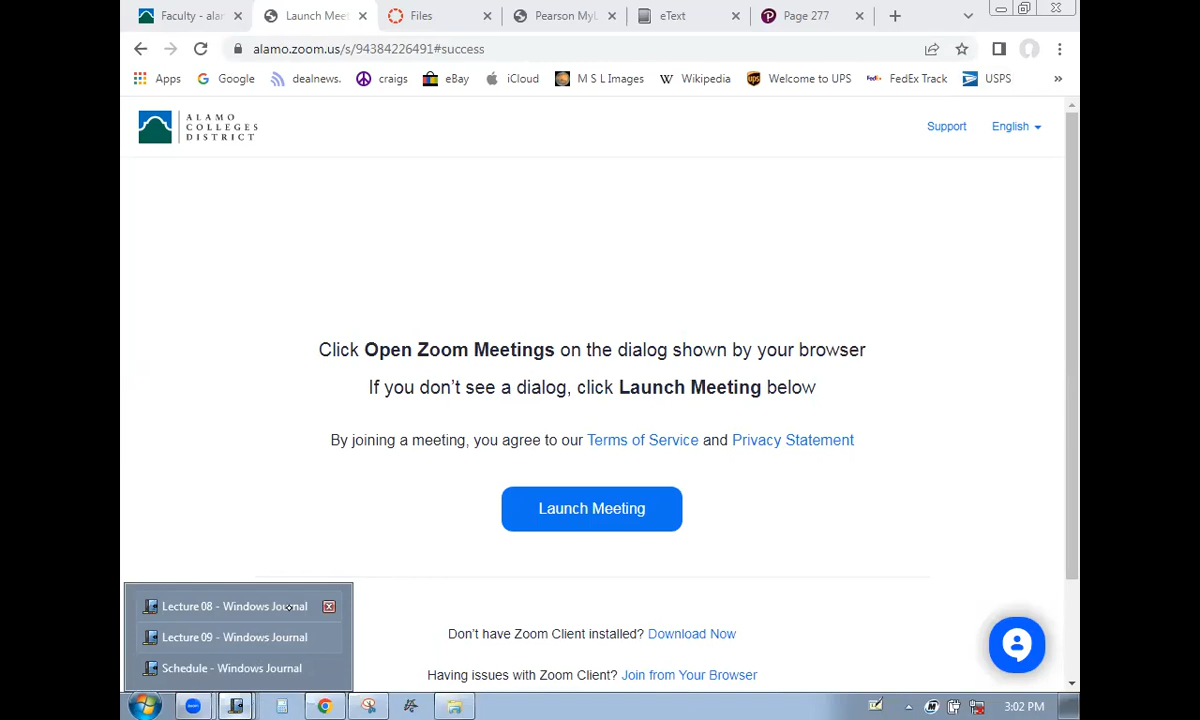 Faculty - alar
Launch Meet
Files
Pearson MyL
eText
Page 277
alamo.zoom.us/s/94384226491#success
Apps
Google
dealnews.
craigs
eBay
iCloud
M S L Images
Wikipedia
Welcome to UPS
FedEx Track
USPS
»
ALAMO
COLLEGES
DISTRICT
Support
English
Click Open Zoom Meetings on the dialog shown by your browser
If you don't see a dialog, click Launch Meeting below
By joining a meeting, you agree to our Terms of Service and Privacy Statement
Launch Meeting
Lecture 08 - Windows Journal
Lecture 09 - Windows Journal
Schedule - Windows Journal
Don't have Zoom Client installed? Download Now
Having issues with Zoom Client? Join from Your Browser
3:02 PM